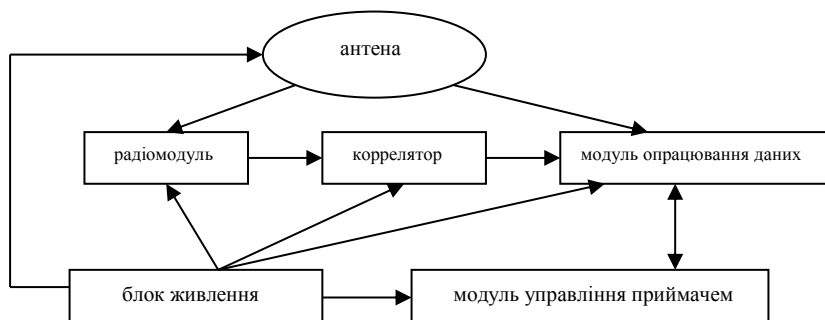 антена
радіомодуль
коррелятор
модуль опрацювання даних
блок живлення
модуль управління приймачем